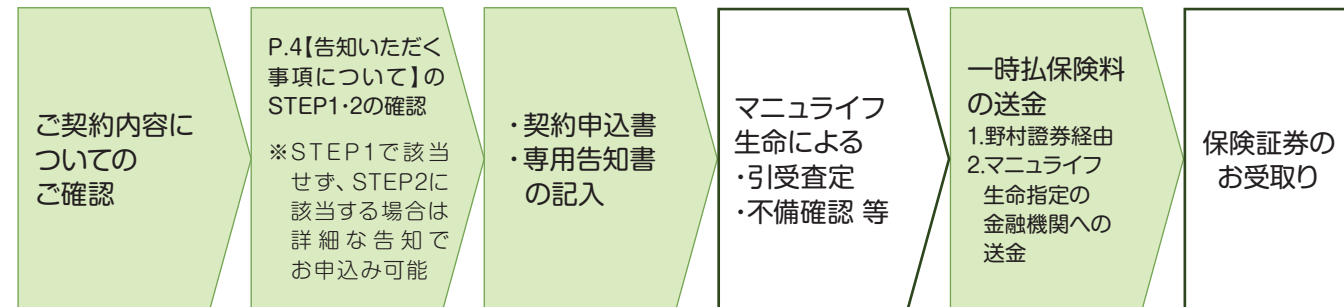 ご契約内容に
ついての
ご確認
P.4【告知いただく
事項について】の
STEP1・2の確認
※STEP1で該当
せず、STEP2に
該当する場合は
詳細な告知で
お申込み可能
・契約申込書
・専用告知書
の記入
マニュライフ
生命による
・引受査定
・不備確認 等
一時払保険料
の送金
1.野村證券経由
2.マニュライフ
生命指定の
金融機関への
送金
保険証券の
お受取り